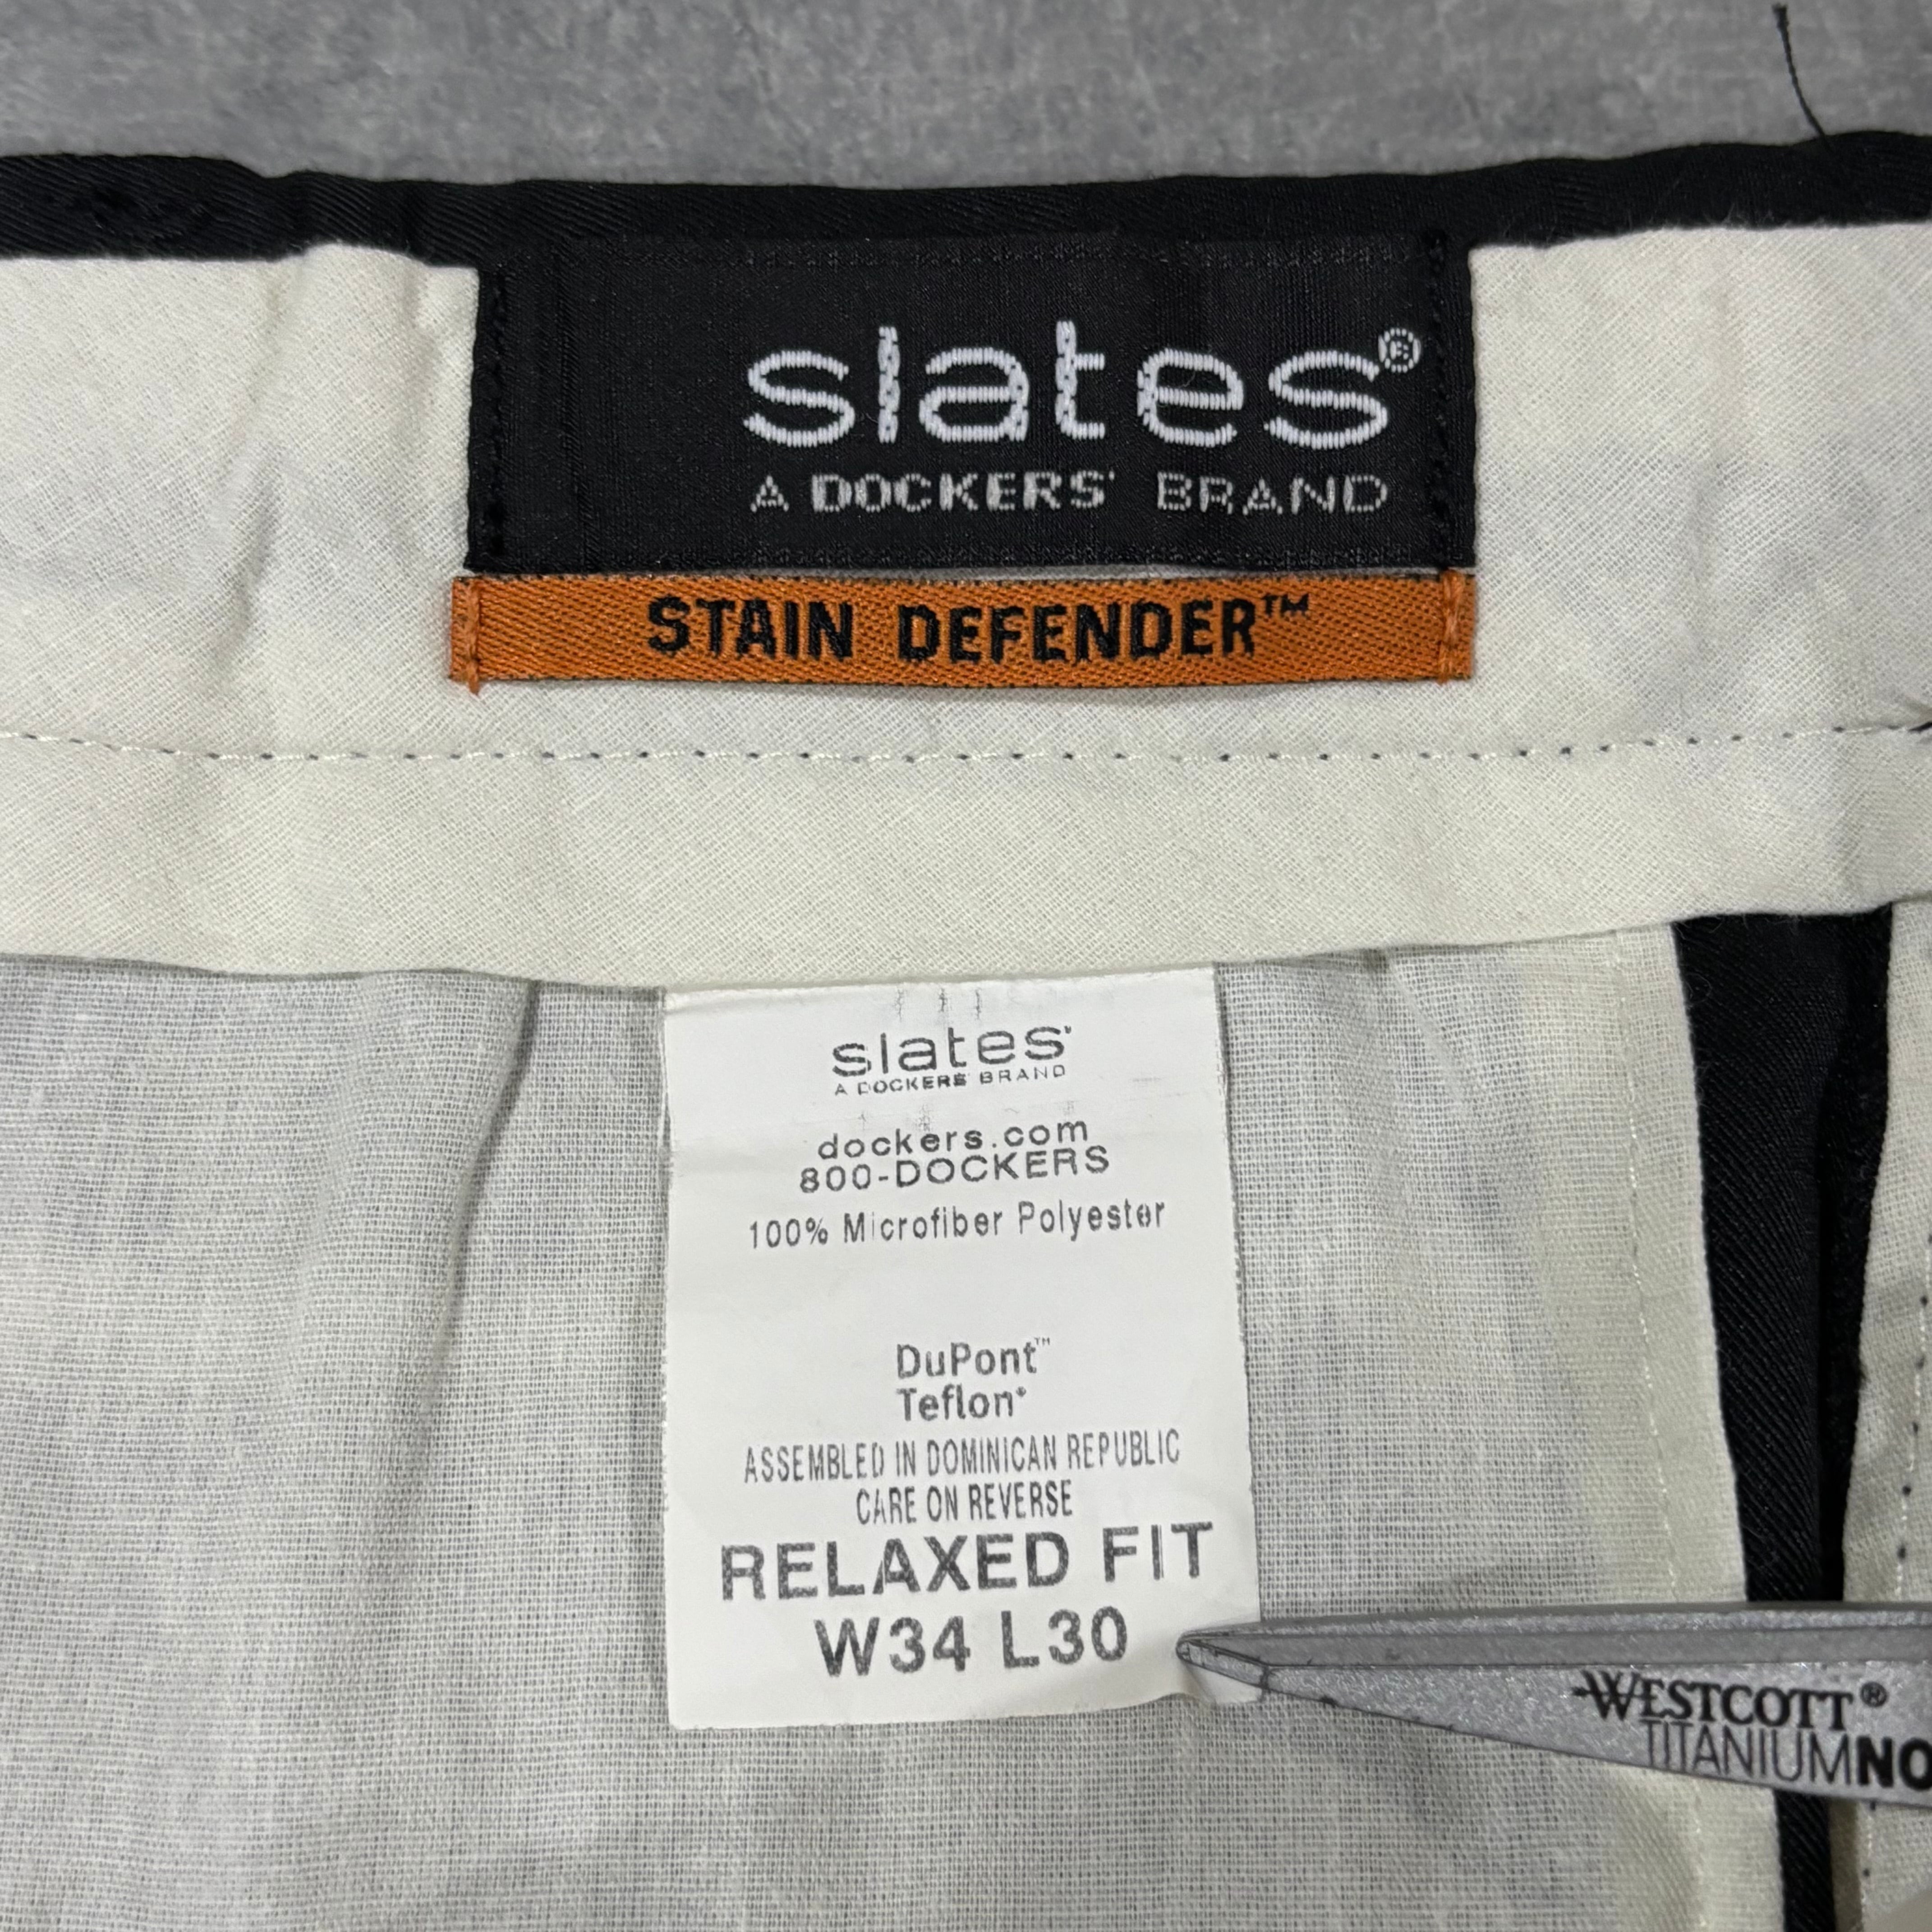 slates®
A DOCKERS® BRAND
STAIN DEFENDER™
slates®
A DOCKERS® BRAND
dockers.com
800-DOCKERS
100% Microfiber Polyester
DuPont™
Teflon®
ASSEMBLED IN DOMINICAN REPUBLIC
CARE ON REVERSE
RELAXED FIT
W34 L30
WESTCOTT®
TITANIUMNO